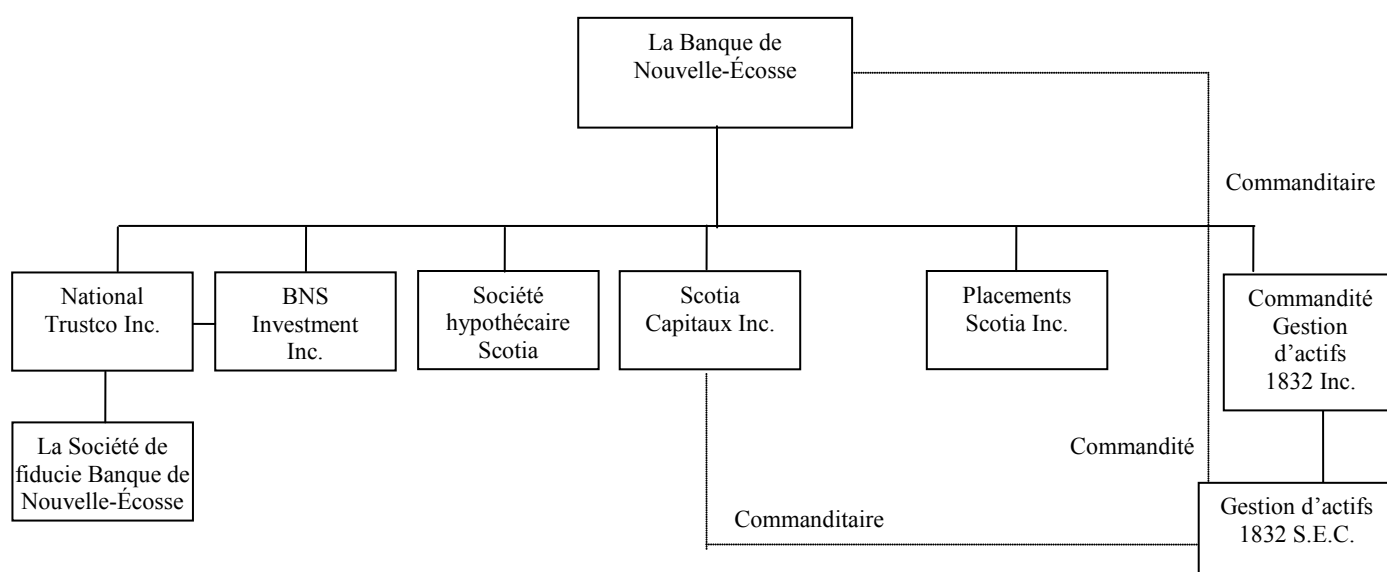 La Banque de
Nouvelle-Écosse
Commanditaire
National
Trustco Inc.
BNS
Investment
Inc.
Société
hypothécaire
Scotia
Scotia
Capitaux Inc.
Placements
Scotia Inc.
Commandité
Gestion
d’actifs
1832 Inc.
La Société de
fiducie Banque de
Nouvelle-Écosse
Commandité
Commanditaire
Gestion d’actifs
1832 S.E.C.